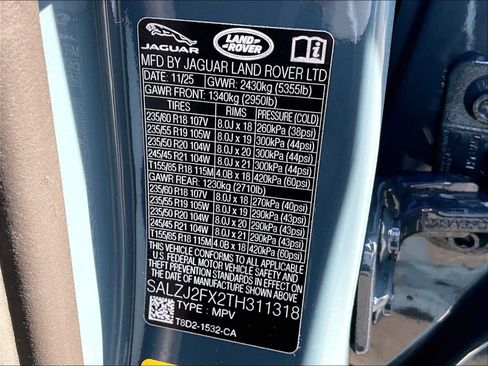 JAGUAR
LAND ROVER
MFD BY JAGUAR LAND ROVER LTD
DATE: 11/25 GVWR: 2430kg (5355lb)
GAWR FRONT: 1340kg (2950lb)
TIRES RIMS PRESSURE (COLD)
235/60 R18 107V 8.0J x 18 260kPa (38psi)
235/55 R19 105W 8.0J x 19 300kPa (44psi)
235/50 R20 104W 8.0J x 20 300kPa (44psi)
245/45 R21 104W 8.0J x 21 300kPa (44psi)
T155/85 R18 115M 4.0B x 18 420kPa (60psi)
GAWR REAR: 1230kg (2710lb)
235/60 R18 107V 8.0J x 18 270kPa (40psi)
235/55 R19 105W 8.0J x 19 290kPa (43psi)
235/50 R20 104W 8.0J x 20 290kPa (43psi)
245/45 R21 104W 8.0J x 21 290kPa (43psi)
T155/85 R18 115M 4.0B x 18 420kPa (60psi)
THIS VEHICLE CONFORMS TO ALL APPLICABLE
U.S. FEDERAL MOTOR VEHICLE SAFETY
AND THEFT PREVENTION STANDARDS IN EFFECT
ON THE DATE OF MANUFACTURE SHOWN ABOVE.
SALZJ2FX2TH311318
TYPE: MPV
T8D2-1532-CA